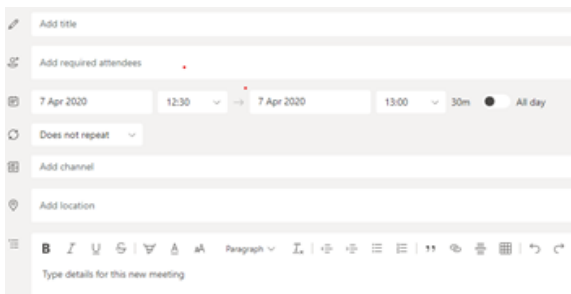 Add title
Add required attendees
7 Apr 2020 12:30 → 7 Apr 2020 13:00 30m All day
Does not repeat
Add channel
Add location
B I U S A aA Paragraph
Type details for this new meeting